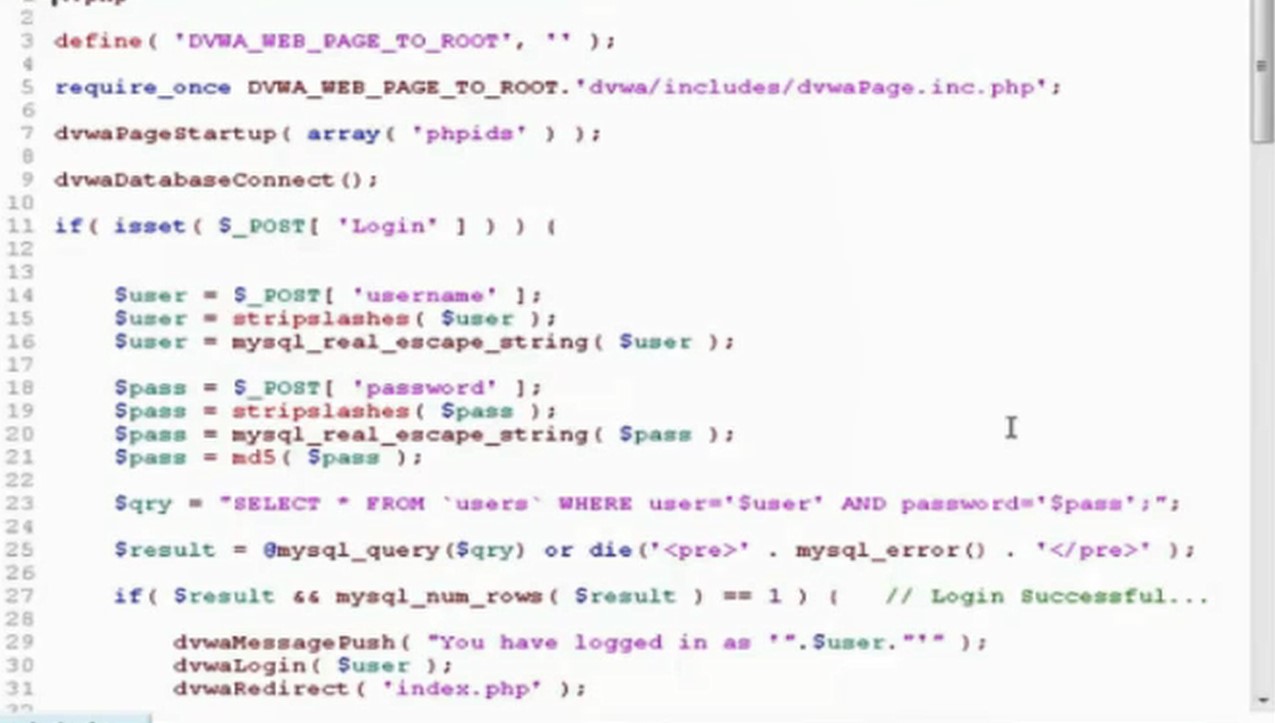 2
3 define( 'DVWA_WEB_PAGE_TO_ROOT', '' );
4
5 require_once DVWA_WEB_PAGE_TO_ROOT.'dvwa/includes/dvwaPage.inc.php';
6
7 dvwaPageStartup( array( 'phpids' ) );
8
9 dvwaDatabaseConnect();
10
11 if( isset( $_POST[ 'Login' ] ) ) {
12
13
14 $user = $_POST[ 'username' ];
15 $user = stripslashes( $user );
16 $user = mysql_real_escape_string( $user );
17
18 $pass = $_POST[ 'password' ];
19 $pass = stripslashes( $pass );
20 $pass = mysql_real_escape_string( $pass );
21 $pass = md5( $pass );
22
23 $qry = "SELECT * FROM `users` WHERE user='$user' AND password='$pass';";
24
25 $result = @mysql_query($qry) or die('<pre>' . mysql_error() . '</pre>' );
26
27 if( $result && mysql_num_rows( $result ) == 1 ) { // Login Successful...
28
29 dvwaMessagePush( "You have logged in as '".$user."'" );
30 dvwaLogin( $user );
31 dvwaRedirect( 'index.php' );